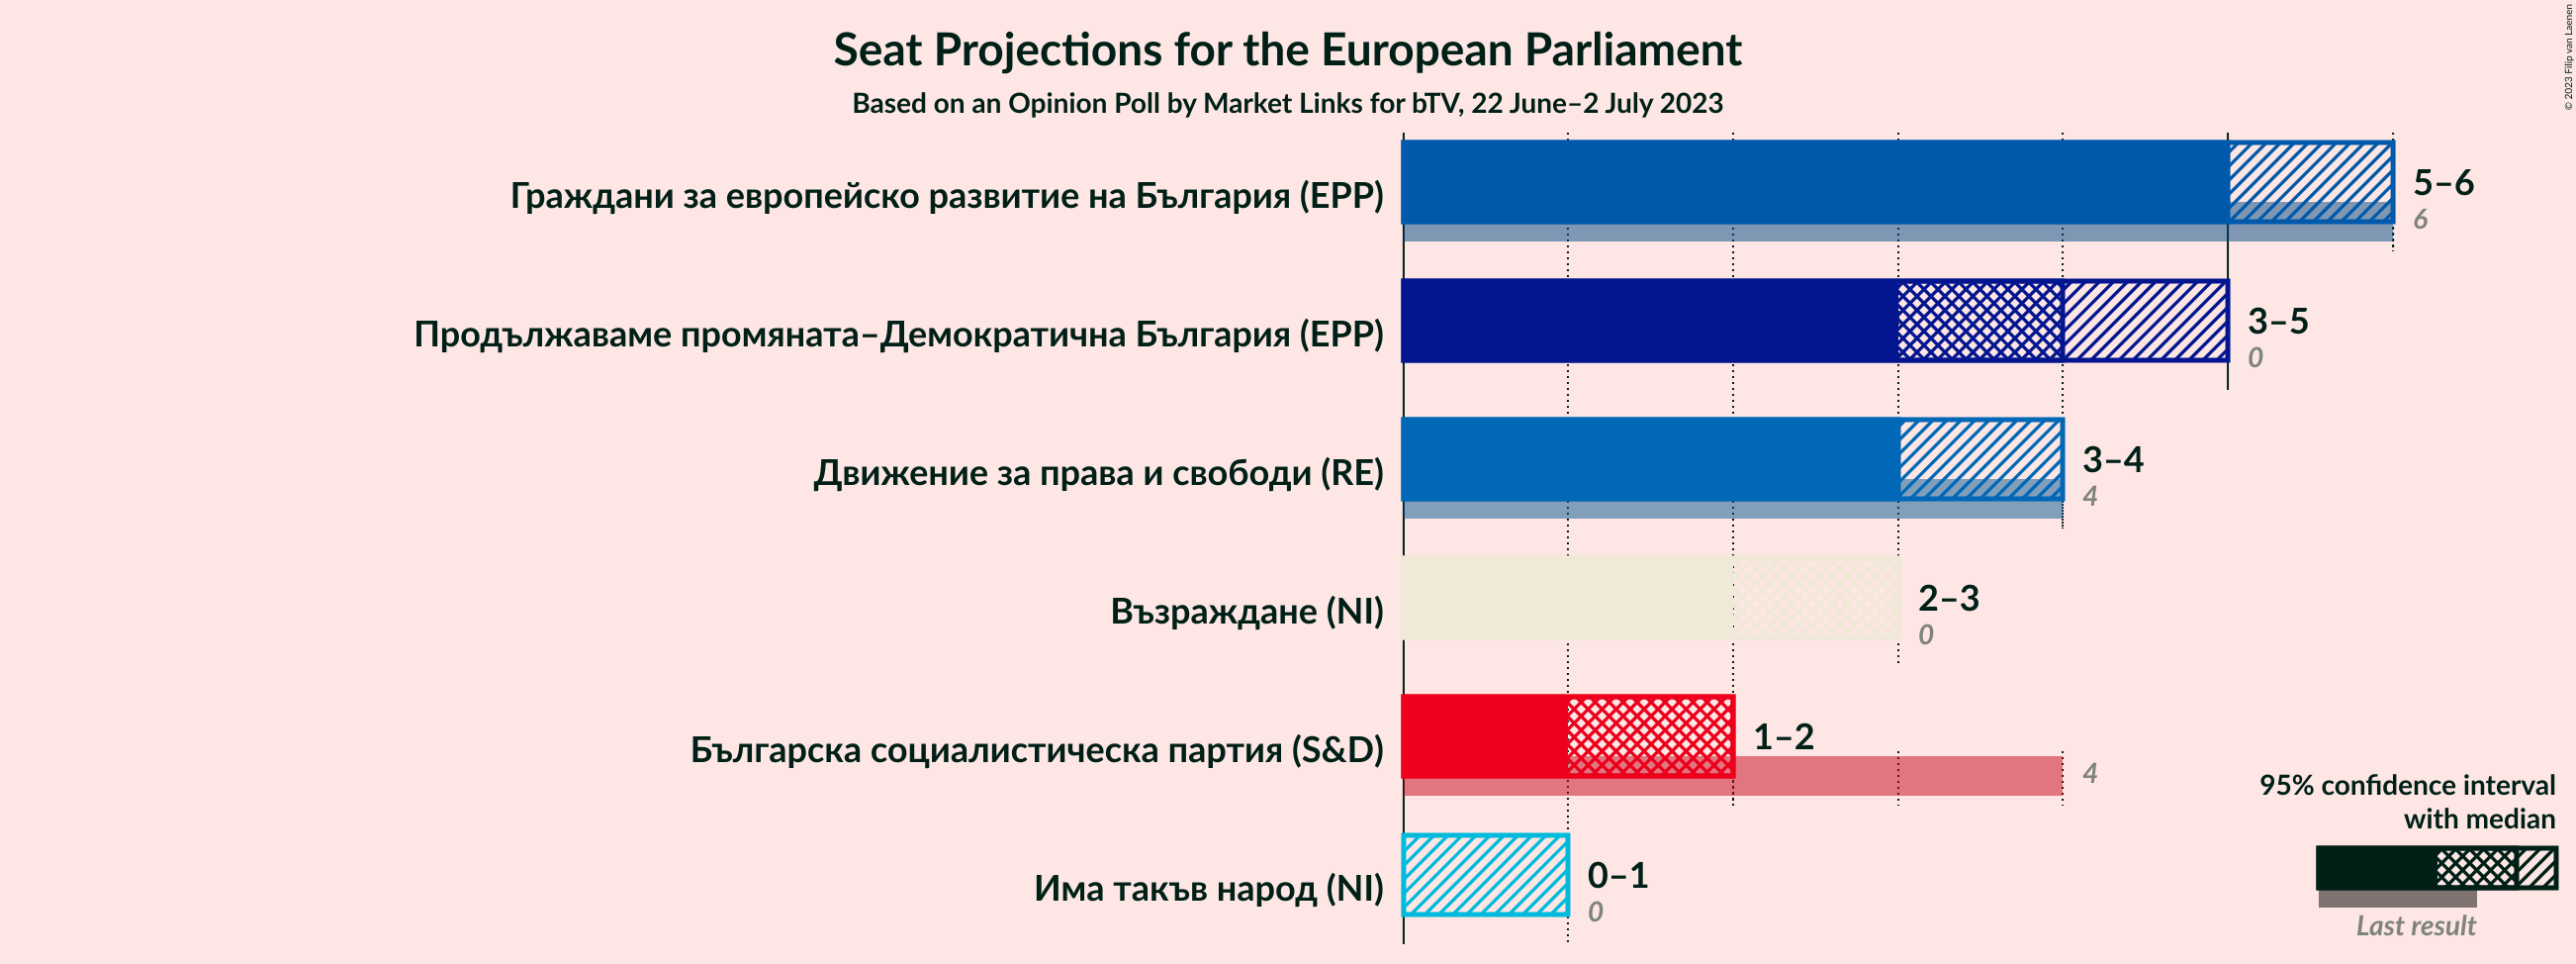 Seat Projections for the European Parliament
Based on an Opinion Poll by Market Links for bTV, 22 June–2 July 2023
© 2023 Filip van Laenen
Граждани за европейско развитие на България (EPP)
5–6
6
Продължаваме промяната–Демократична България (EPP)
3–5
0
Движение за права и свободи (RE)
3–4
4
Възраждане (NI)
2–3
0
Българска социалистическа партия (S&D)
1–2
4
Има такъв народ (NI)
0–1
0
95% confidence interval
with median
Last result